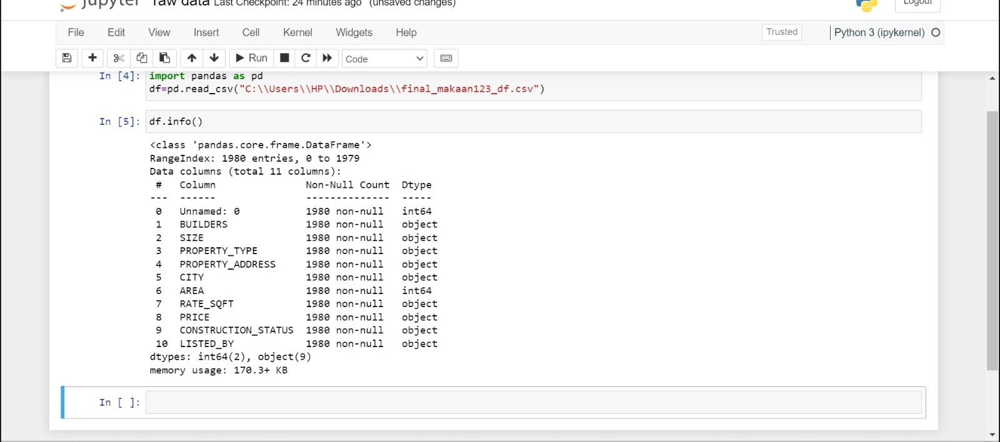 jupyter raw data Last Checkpoint: 24 minutes ago (unsaved changes) Logout
File Edit View Insert Cell Kernel Widgets Help Trusted Python 3 (ipykernel)
Run Code
In [4]: import pandas as pd
df=pd.read_csv("C:\\Users\\HP\\Downloads\\final_makaan123_df.csv")
In [5]: df.info()
<class 'pandas.core.frame.DataFrame'>
RangeIndex: 1980 entries, 0 to 1979
Data columns (total 11 columns):
# Column Non-Null Count Dtype
--- ------ -------------- -----
0 Unnamed: 0 1980 non-null int64
1 BUILDERS 1980 non-null object
2 SIZE 1980 non-null object
3 PROPERTY_TYPE 1980 non-null object
4 PROPERTY_ADDRESS 1980 non-null object
5 CITY 1980 non-null object
6 AREA 1980 non-null int64
7 RATE_SQFT 1980 non-null object
8 PRICE 1980 non-null object
9 CONSTRUCTION_STATUS 1980 non-null object
10 LISTED_BY 1980 non-null object
dtypes: int64(2), object(9)
memory usage: 170.3+ KB
In [ ]: